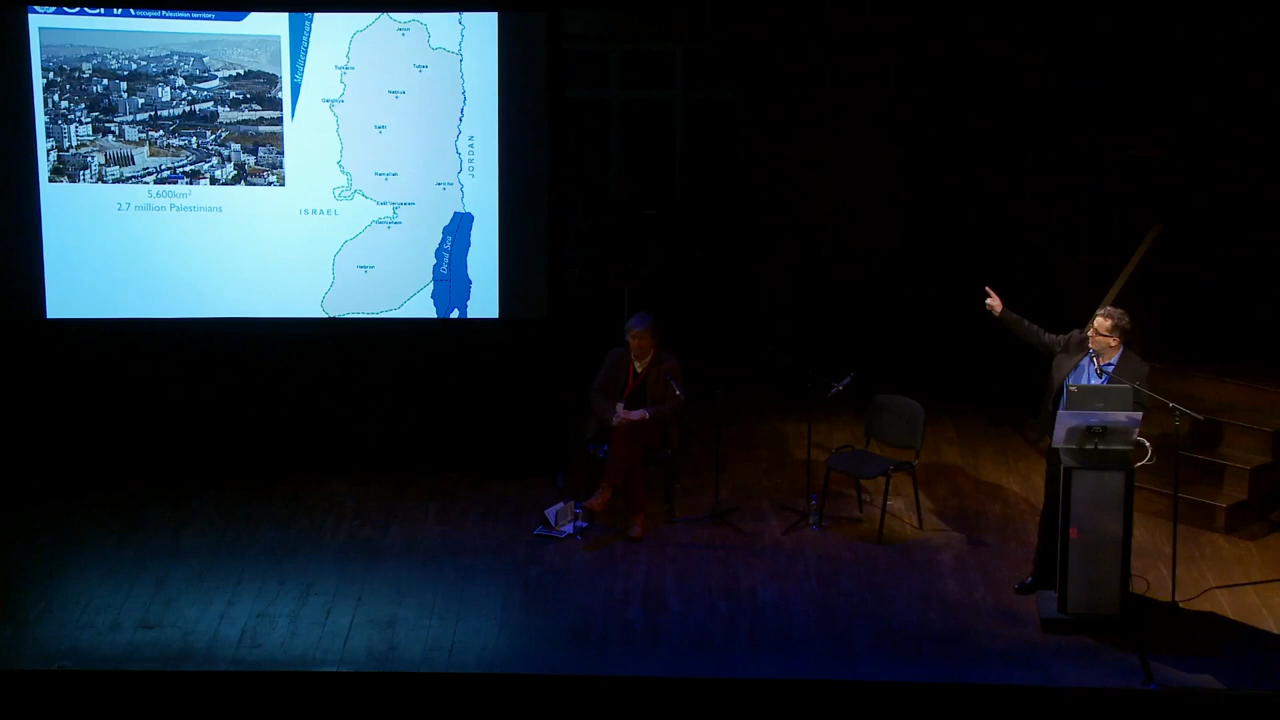 OCHA occupied Palestinian territory
Mediterranean S
Jenin
Tulkarm
Tubas
Nablus
Qalqiliya
Salfit
JORDAN
Ramallah
Jericho
5,600km²
2.7 million Palestinians
East Jerusalem
ISRAEL
Bethlehem
Dead Sea
Hebron